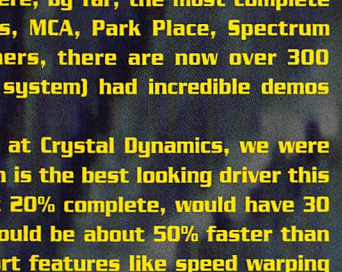 ere, by far, the most complete
s, MCA, Park Place, Spectrum
ners, there are now over 300
system) had incredible demos
at Crystal Dynamics, we were
is the best looking driver this
20% complete, would have 30
ould be about 50% faster than
rt features like speed warping